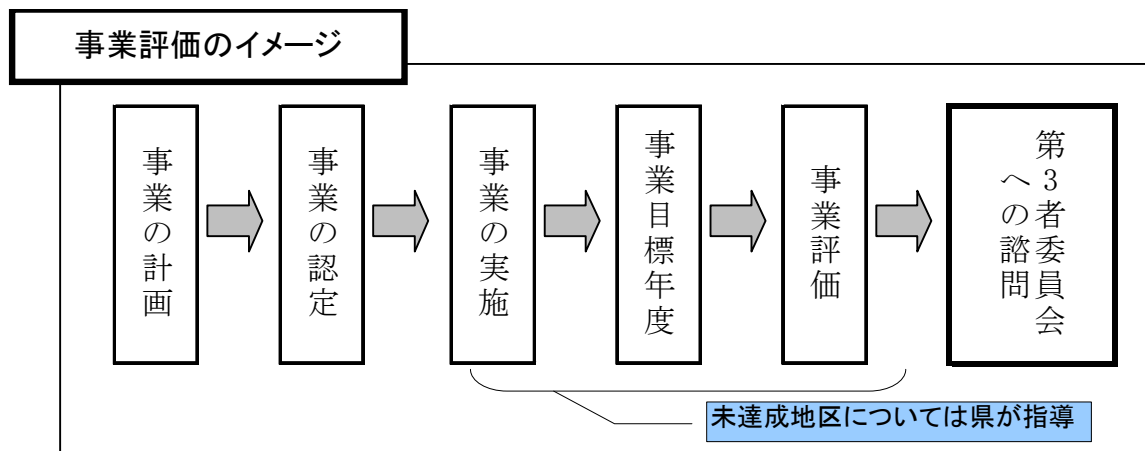 事業評価のイメージ
事業の計画
事業の認定
事業の実施
事業目標年度
事業評価
第３者委員会
への諮問
未達成地区については県が指導